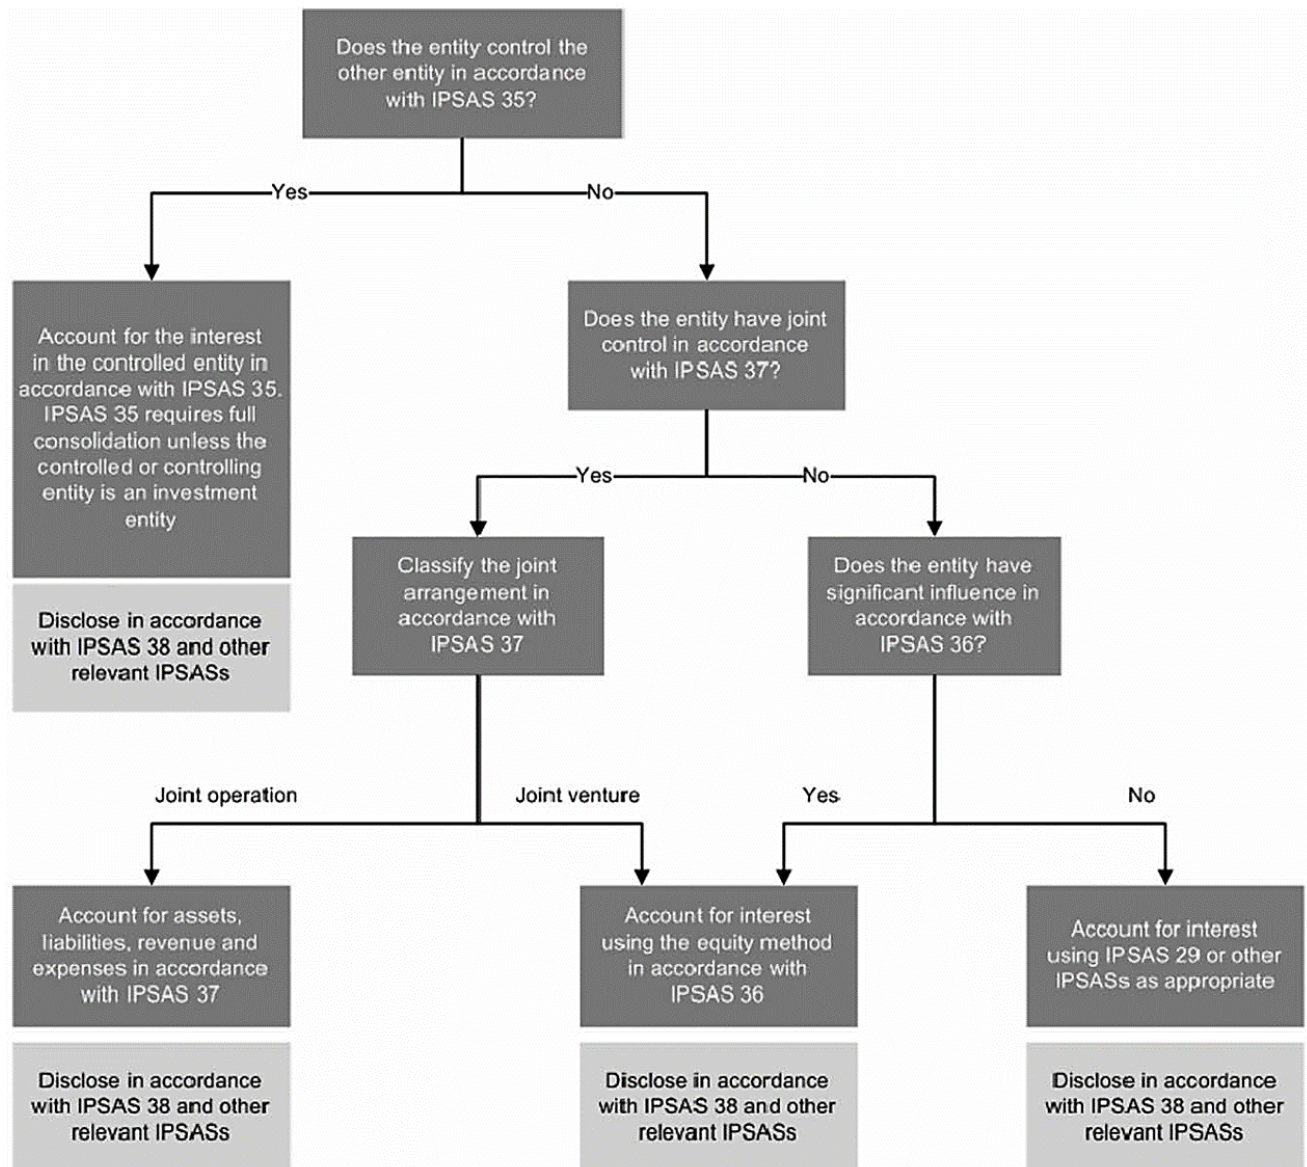 Does the entity control the
other entity in accordance
with IPSAS 35?
Yes
No
Account for the interest
in the controlled entity in
accordance with IPSAS 35.
IPSAS 35 requires full
consolidation unless the
controlled or controlling
entity is an investment
entity
Disclose in accordance
with IPSAS 38 and other
relevant IPSASs
Does the entity have joint
control in accordance
with IPSAS 37?
Yes
No
Classify the joint
arrangement in
accordance with
IPSAS 37
Does the entity have
significant influence in
accordance with
IPSAS 36?
Joint operation
Joint venture
Yes
No
Account for assets,
liabilities, revenue and
expenses in accordance
with IPSAS 37
Disclose in accordance
with IPSAS 38 and other
relevant IPSASs
Account for interest
using the equity method
in accordance with
IPSAS 36
Disclose in accordance
with IPSAS 38 and other
relevant IPSASs
Account for interest
using IPSAS 29 or other
IPSASs as appropriate
Disclose in accordance
with IPSAS 38 and other
relevant IPSASs